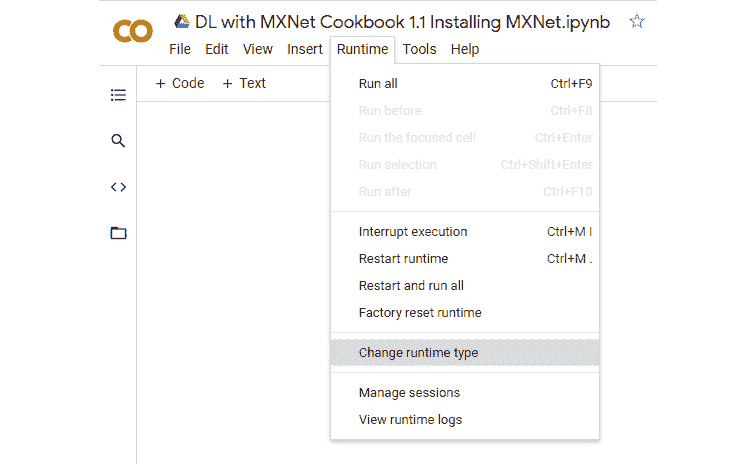 CO
DL with MXNet Cookbook 1.1 Installing MXNet.ipynb
File Edit View Insert Runtime Tools Help
+ Code + Text
Run all Ctrl+F9
Run before Ctrl+F8
Run the focused cell Ctrl+Enter
Run selection Ctrl+Shift+Enter
Run after Ctrl+F10
Interrupt execution Ctrl+M I
Restart runtime Ctrl+M .
Restart and run all
Factory reset runtime
Change runtime type
Manage sessions
View runtime logs